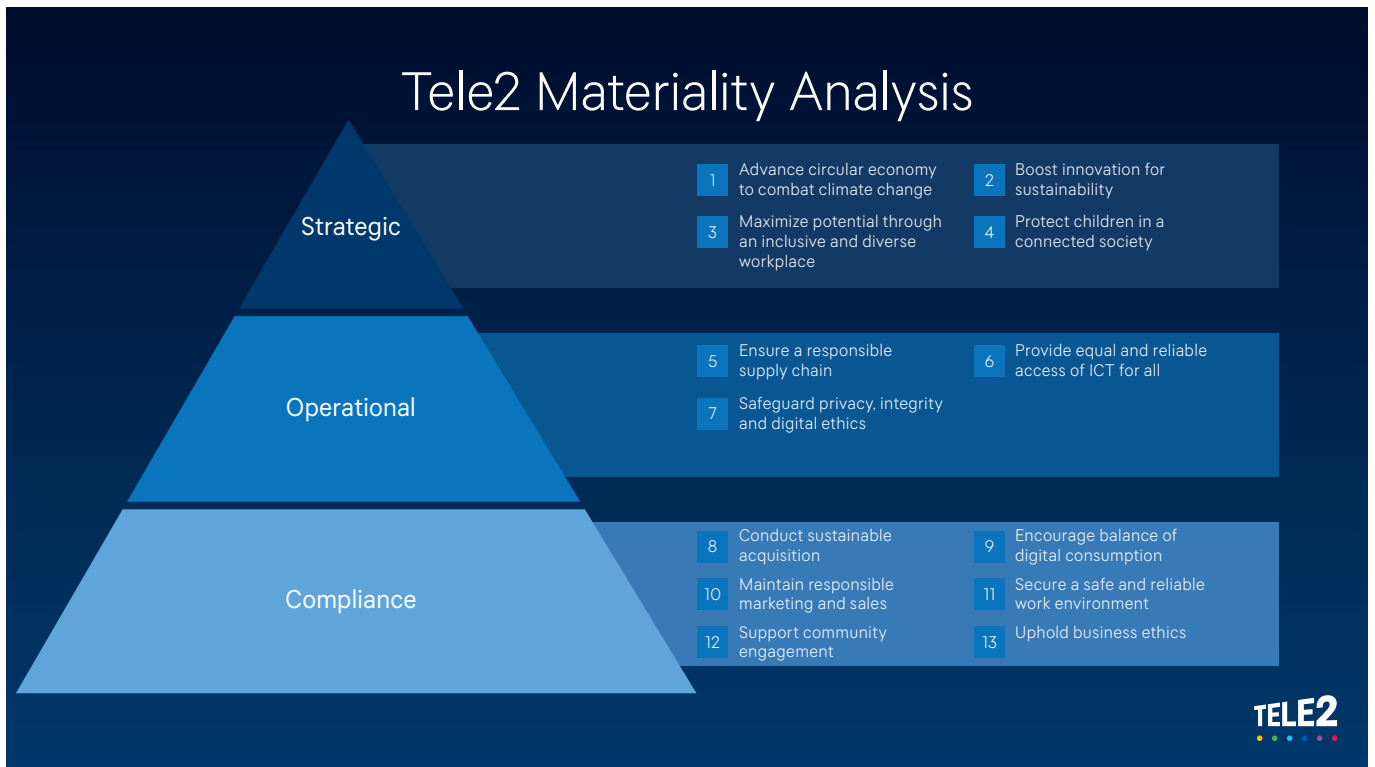 Tele2 Materiality Analysis
Strategic
1
Advance circular economy
to combat climate change
2
Boost innovation for
sustainability
3
Maximize potential through
an inclusive and diverse
workplace
4
Protect children in a
connected society
Operational
5
Ensure a responsible
supply chain
6
Provide equal and reliable
access of ICT for all
7
Safeguard privacy, integrity
and digital ethics
Compliance
8
Conduct sustainable
acquisition
9
Encourage balance of
digital consumption
10
Maintain responsible
marketing and sales
11
Secure a safe and reliable
work environment
12
Support community
engagement
13
Uphold business ethics
TELE2